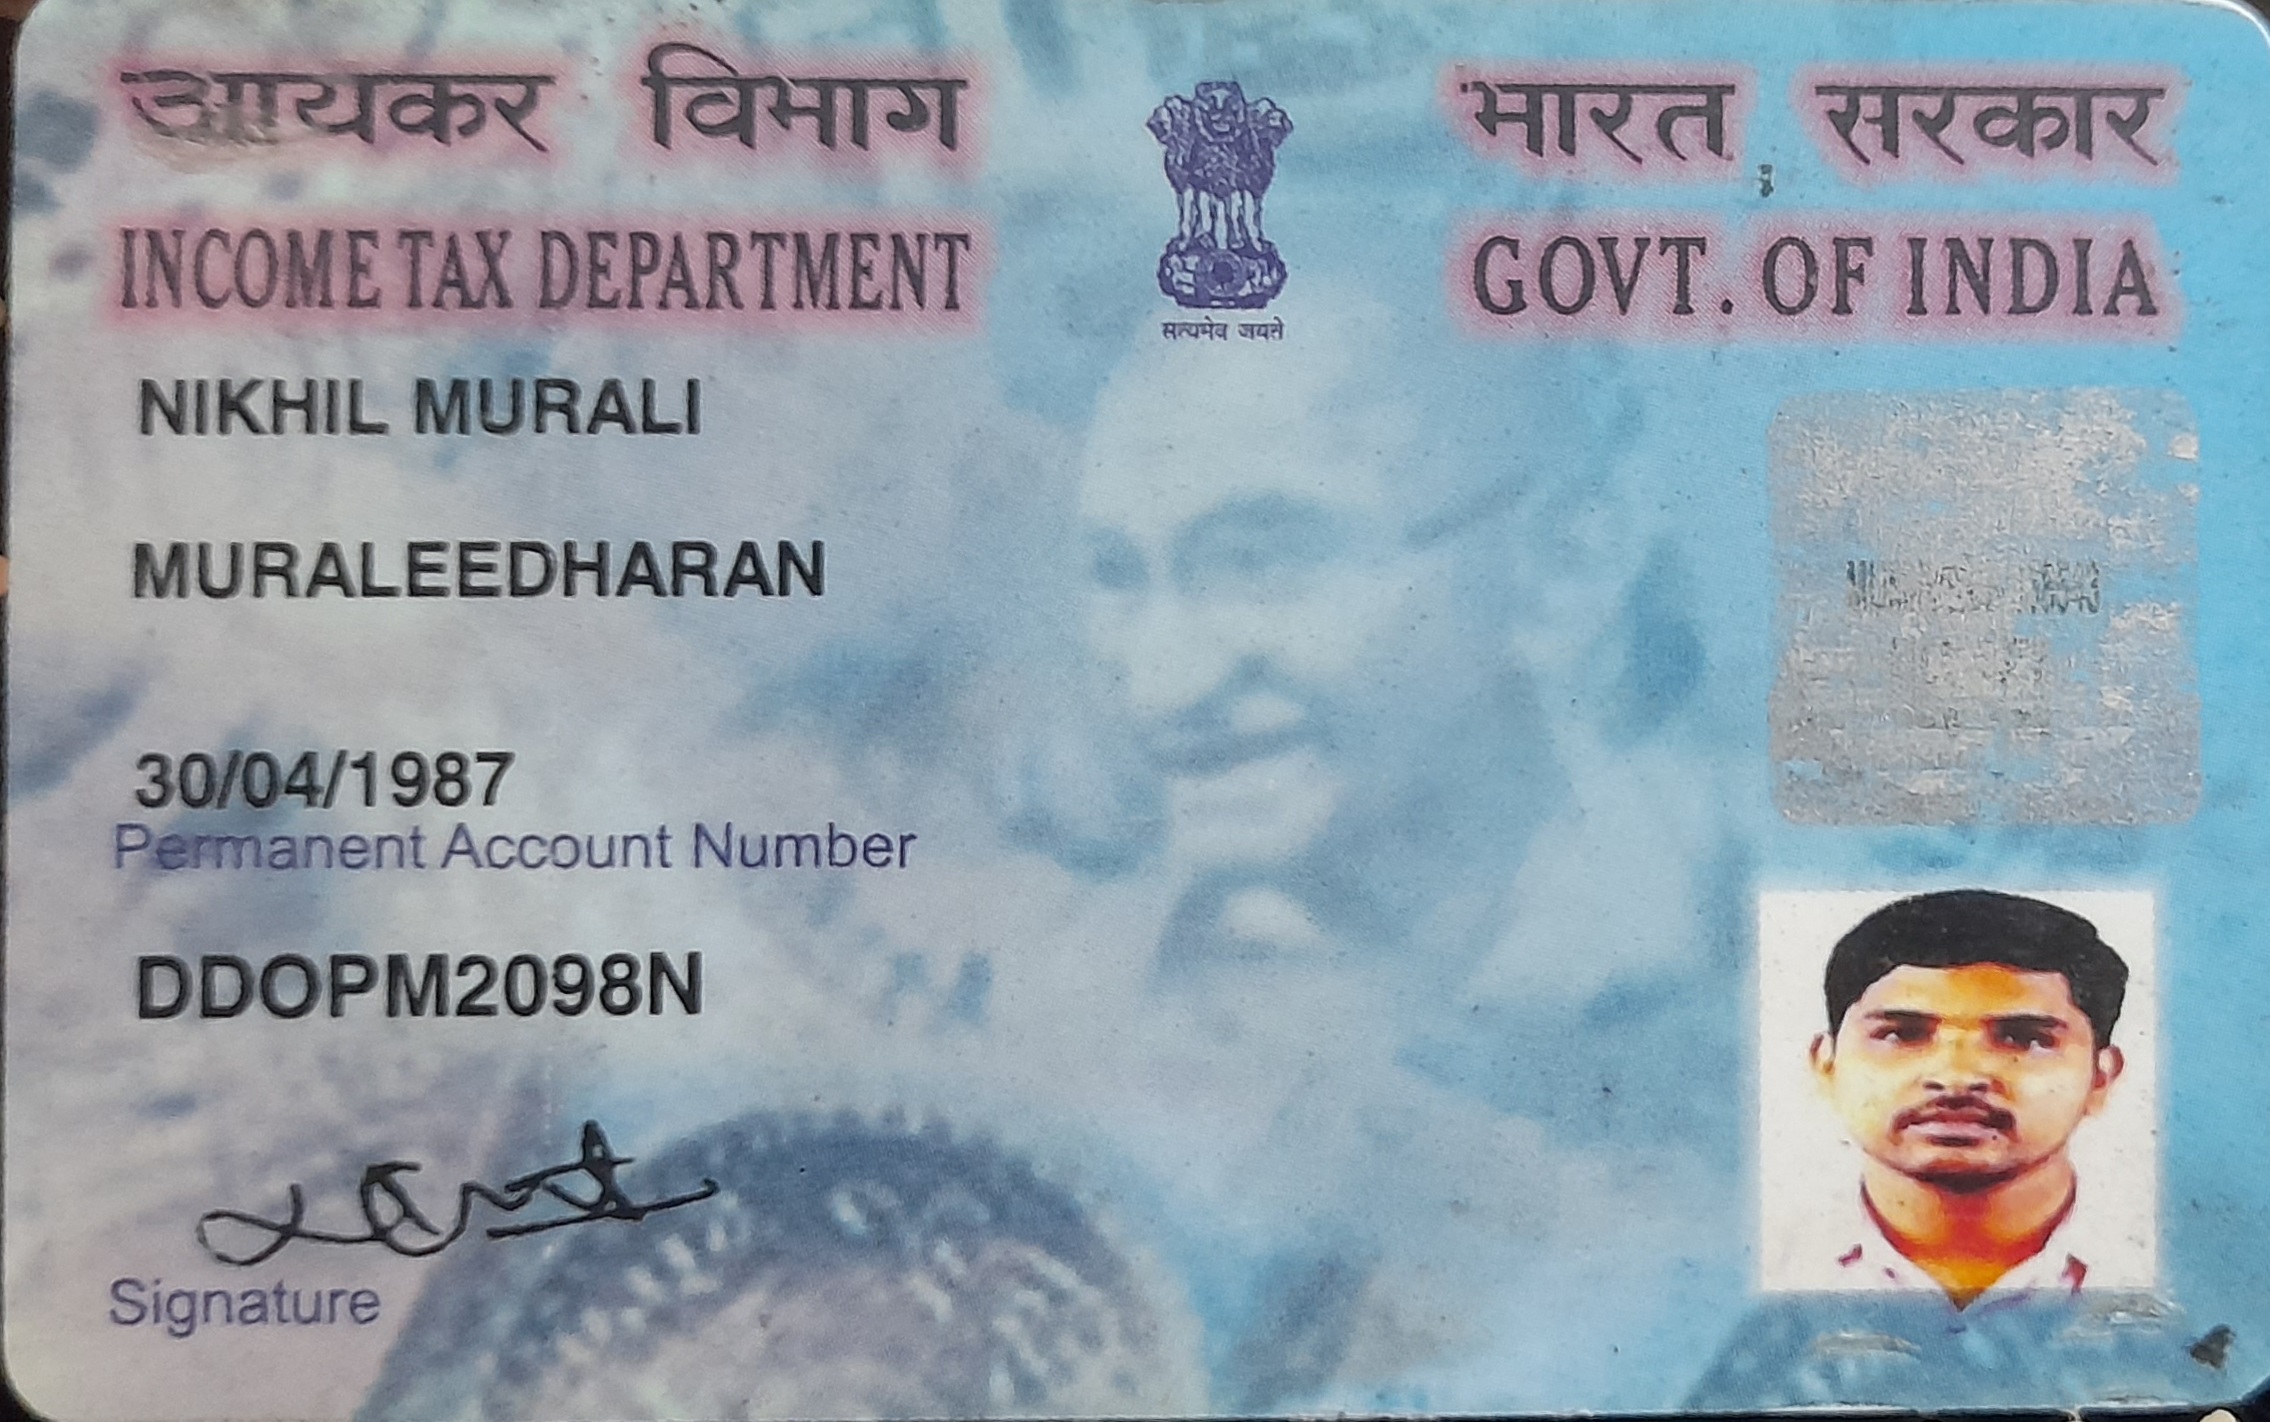 आयकर विभाग
भारत सरकार
INCOME TAX DEPARTMENT
GOVT. OF INDIA
सत्यमेव जयते
NIKHIL MURALI
MURALEEDHARAN
30/04/1987
Permanent Account Number
DDOPM2098N
Signature